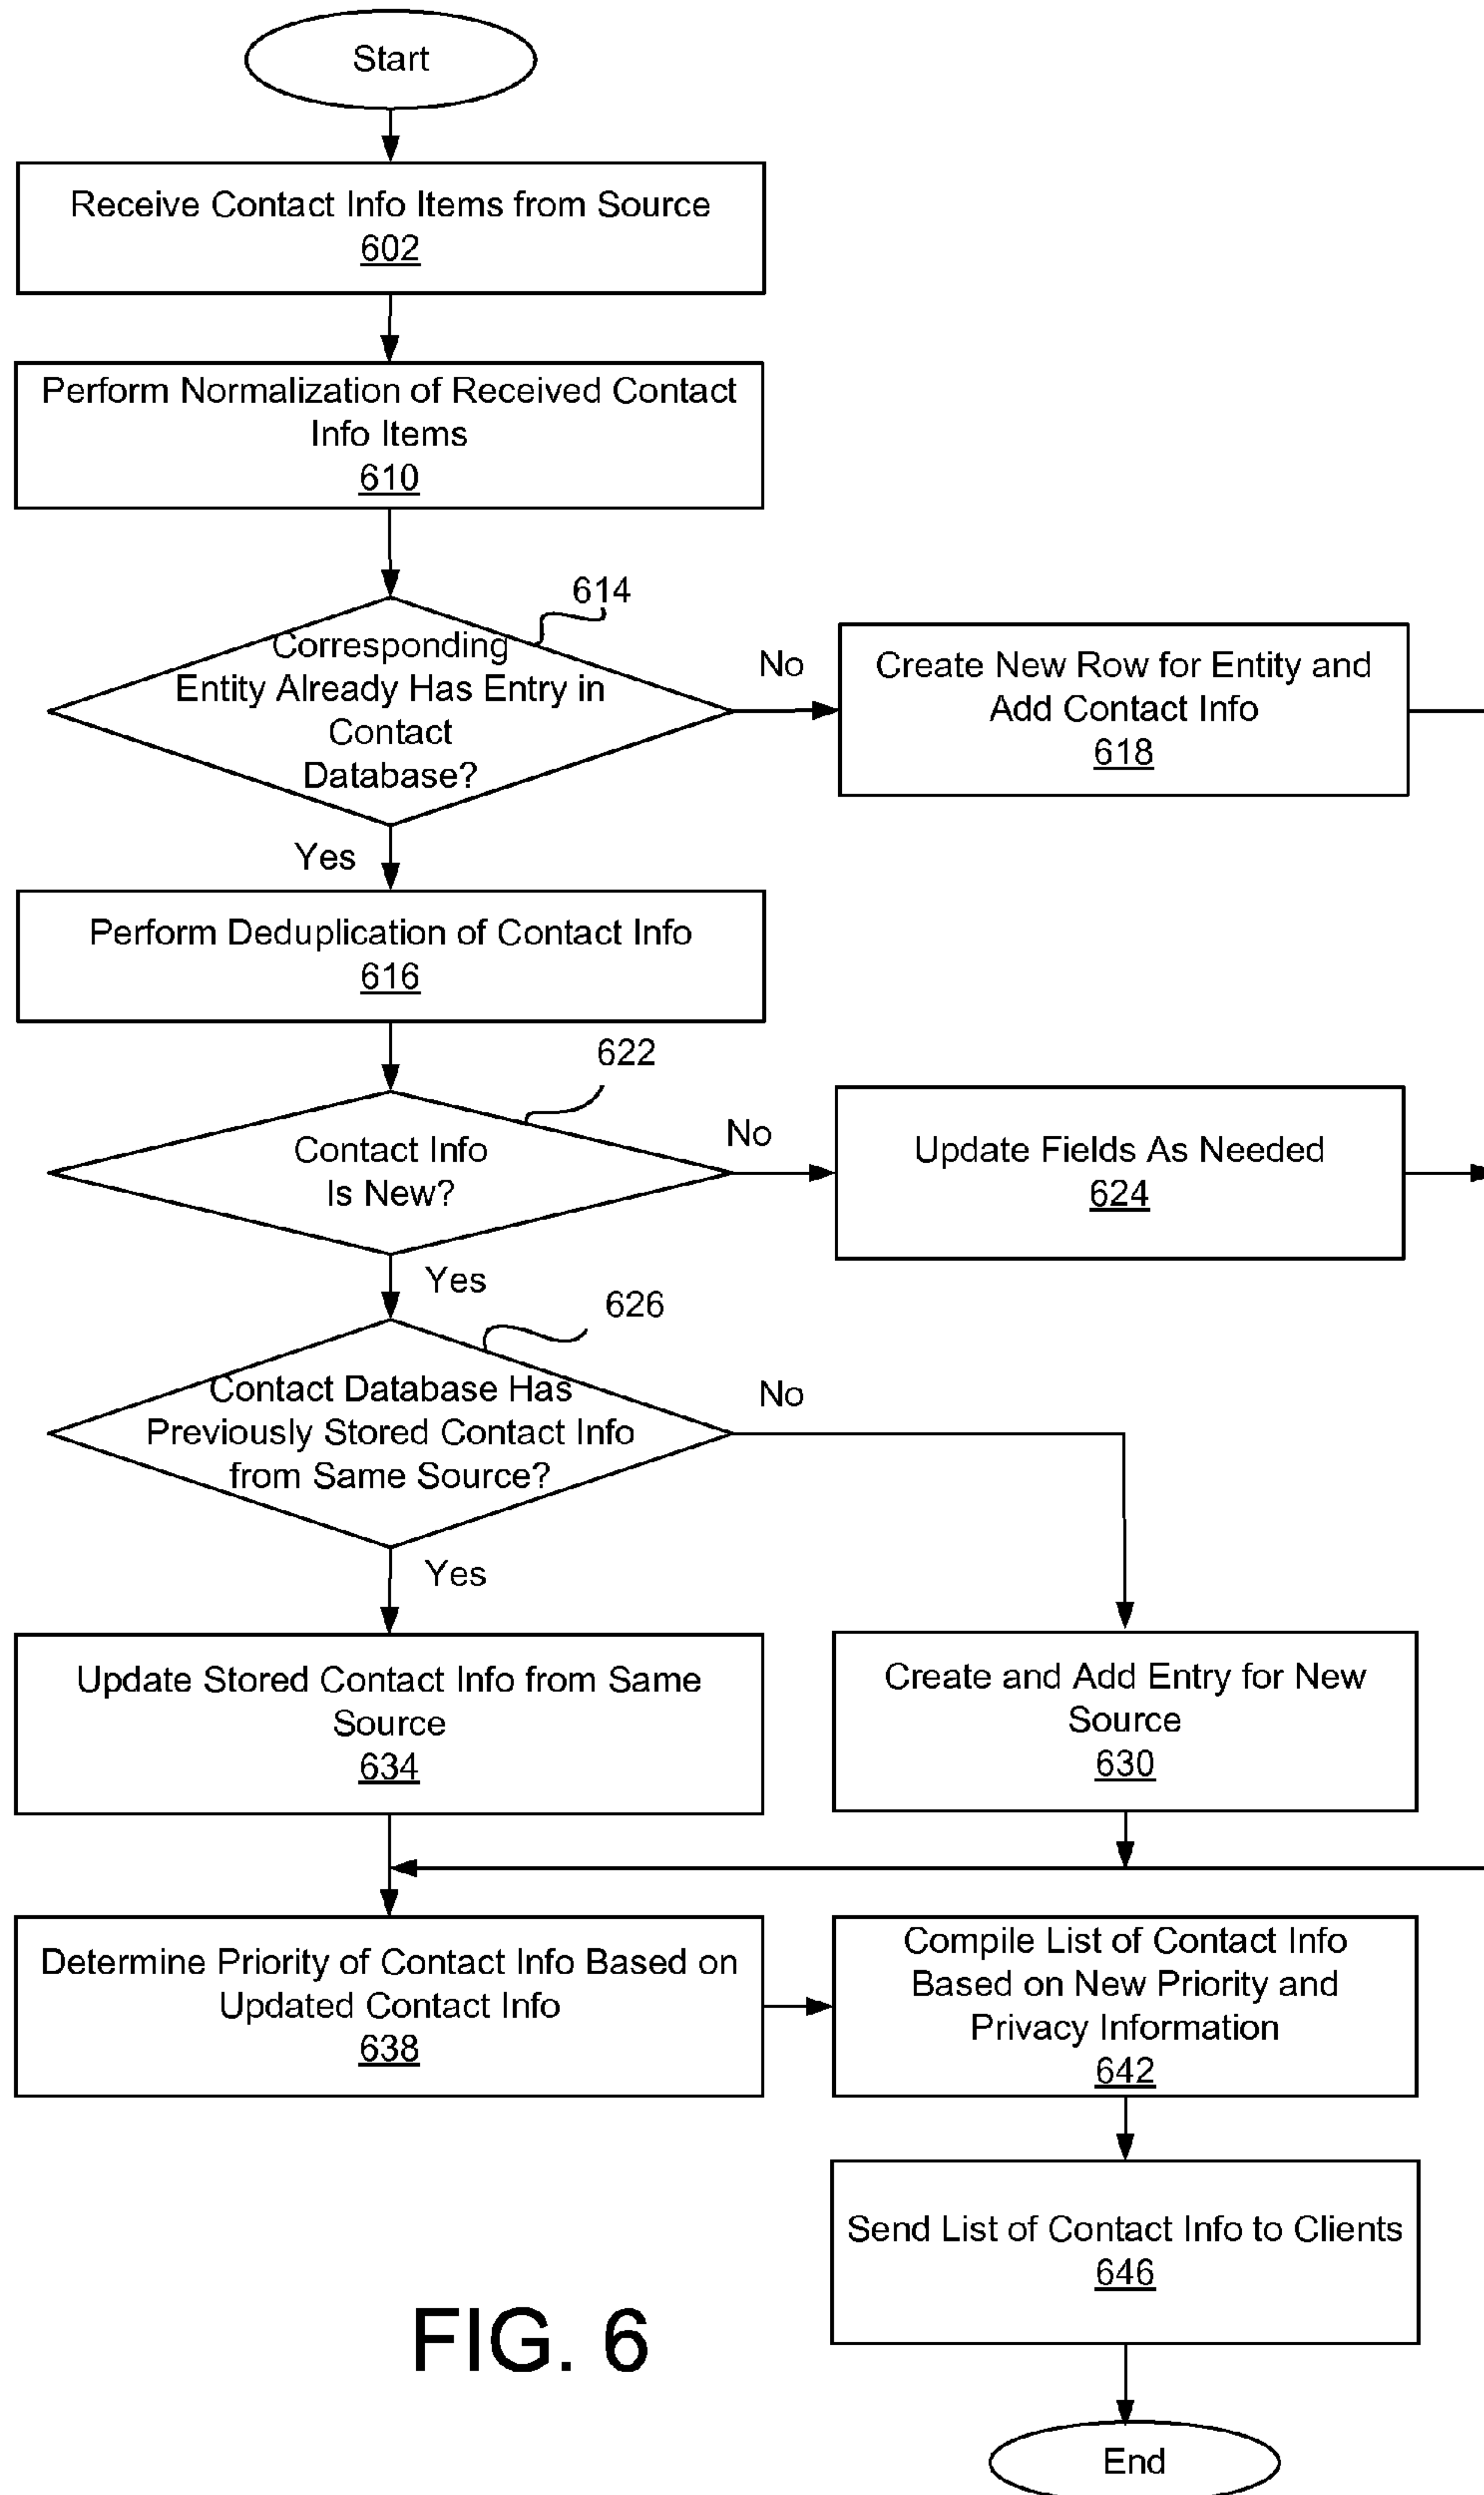 Start
Receive Contact Info Items from Source
602
Perform Normalization of Received Contact
Info Items
610
614
Corresponding
Entity Already Has Entry in
Contact
Database?
No
Create New Row for Entity and
Add Contact Info
618
Yes
Perform Deduplication of Contact Info
616
622
Contact Info
Is New?
No
Update Fields As Needed
624
Yes
626
Contact Database Has
Previously Stored Contact Info
from Same Source?
No
Yes
Update Stored Contact Info from Same
Source
634
Create and Add Entry for New
Source
630
Determine Priority of Contact Info Based on
Updated Contact Info
638
Compile List of Contact Info
Based on New Priority and
Privacy Information
642
Send List of Contact Info to Clients
646
FIG. 6
End